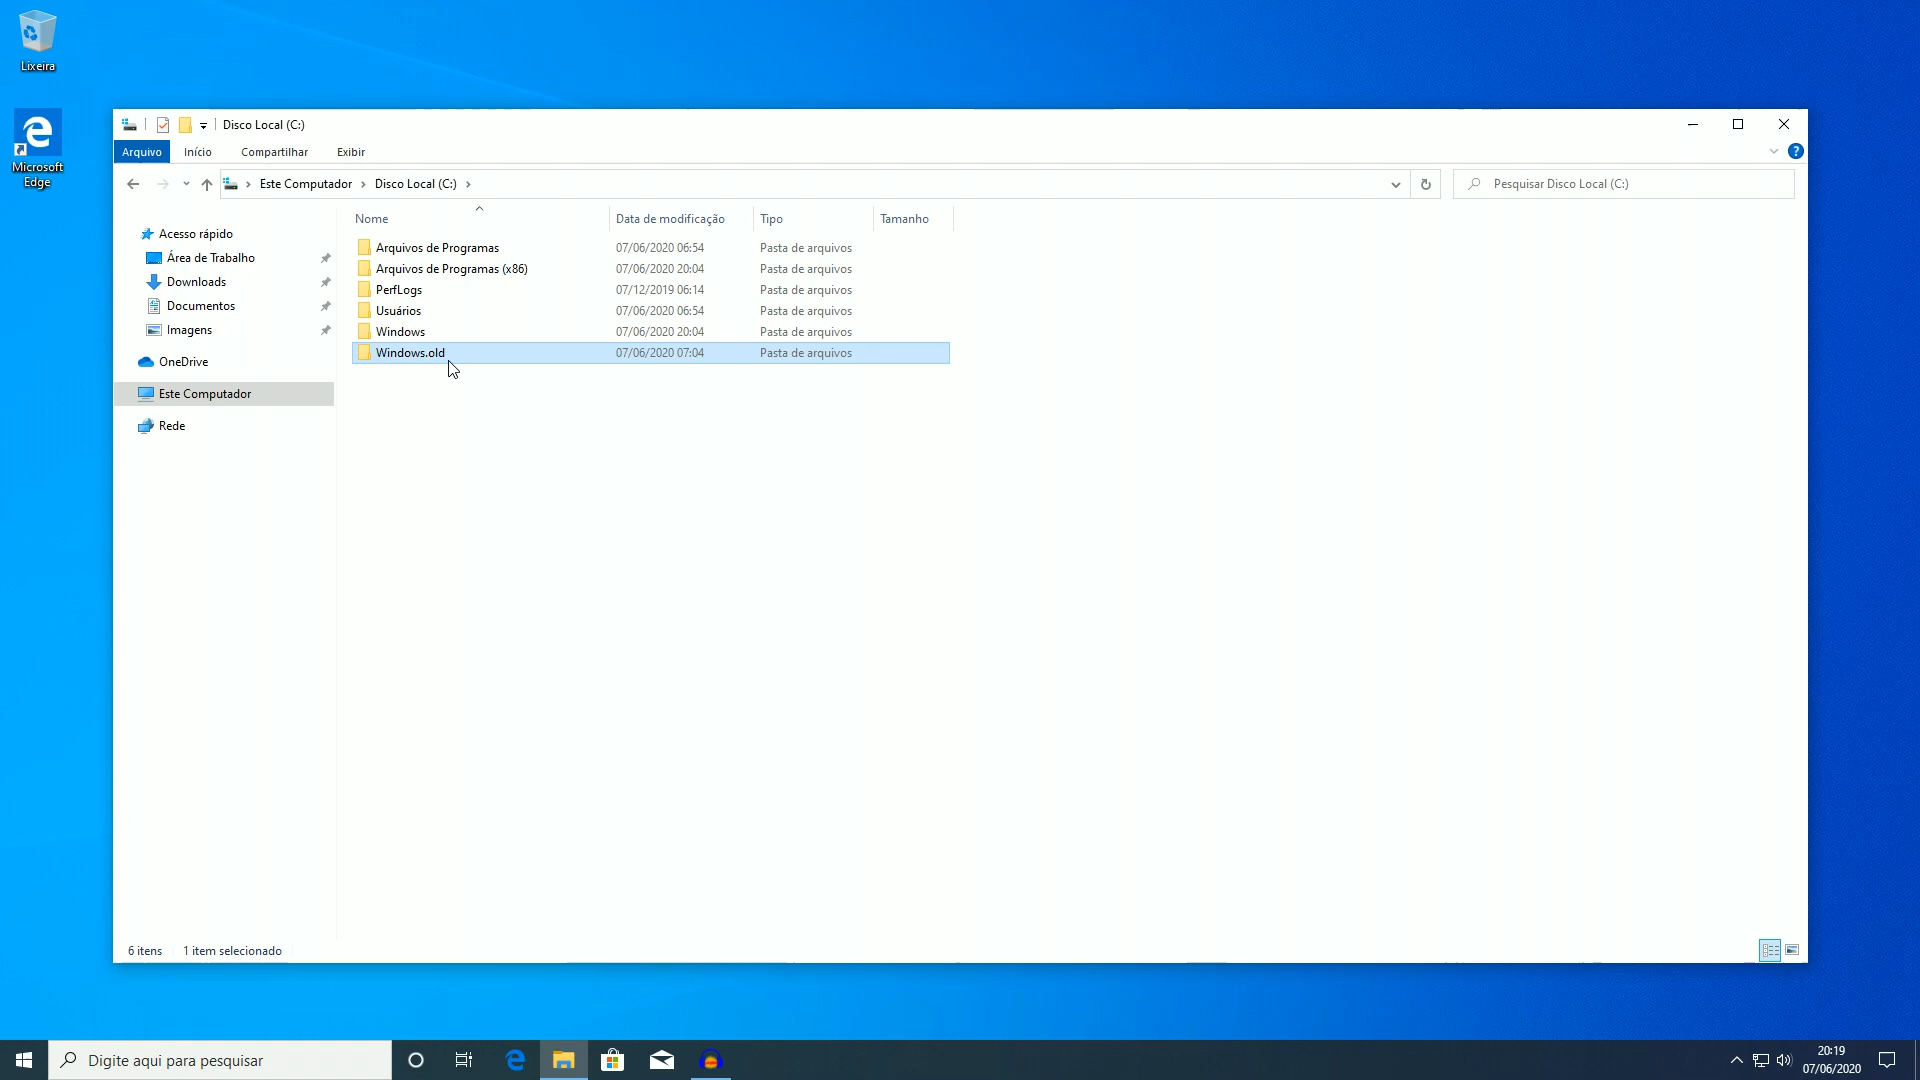 Lixeira
Microsoft
Edge
Disco Local (C:)
Arquivo Início Compartilhar Exibir
Este Computador Disco Local (C:)
Pesquisar Disco Local (C:)
Nome Data de modificação Tipo Tamanho
Arquivos de Programas 07/06/2020 06:54 Pasta de arquivos
Arquivos de Programas (x86) 07/06/2020 20:04 Pasta de arquivos
PerfLogs 07/12/2019 06:14 Pasta de arquivos
Usuários 07/06/2020 06:54 Pasta de arquivos
Windows 07/06/2020 20:04 Pasta de arquivos
Windows.old 07/06/2020 07:04 Pasta de arquivos
Acesso rápido
Área de Trabalho
Downloads
Documentos
Imagens
OneDrive
Este Computador
Rede
6 itens 1 item selecionado
Digite aqui para pesquisar
20:19
07/06/2020